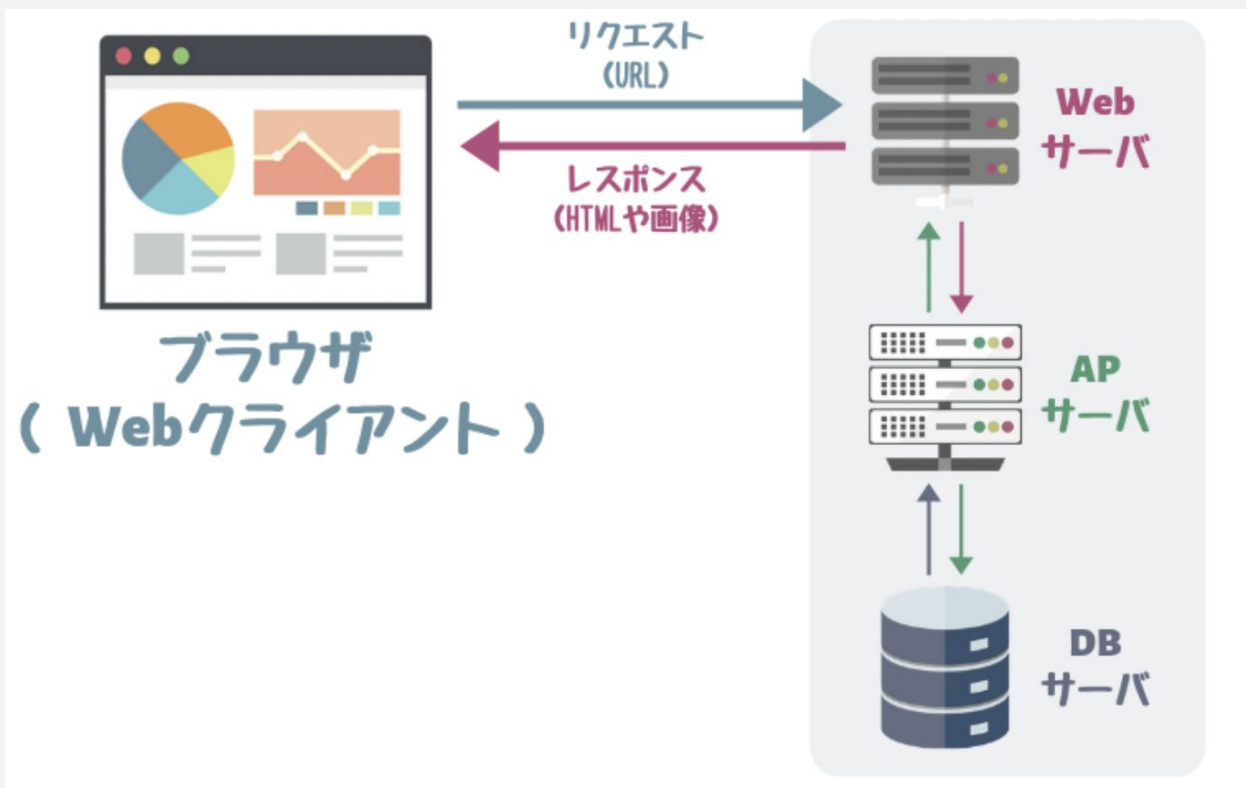 リクエスト
(URL)
レスポンス
(HTMLや画像)
ブラウザ
( Webクライアント )
Web
サーバ
AP
サーバ
DB
サーバ